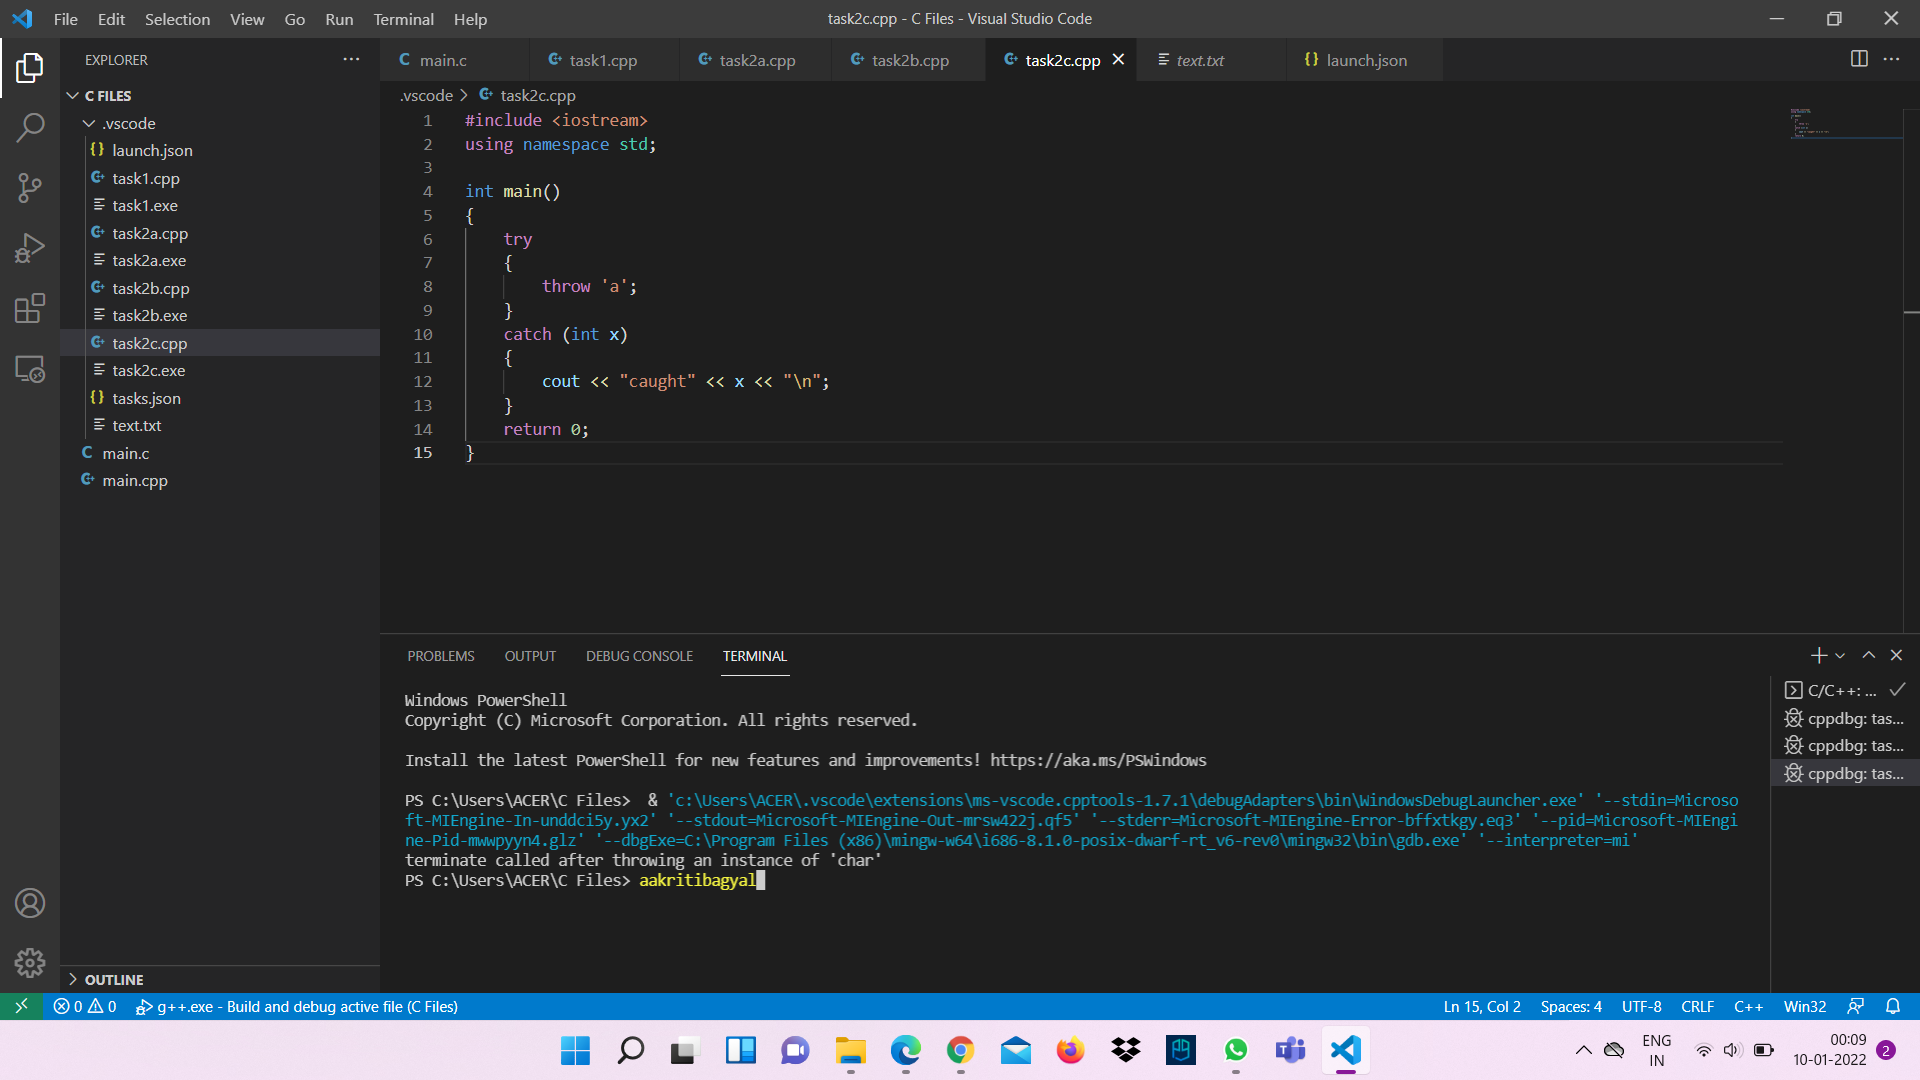 File Edit Selection View Go Run Terminal Help
task2c.cpp - C Files - Visual Studio Code
EXPLORER
C FILES
.vscode
launch.json
task1.cpp
task1.exe
task2a.cpp
task2a.exe
task2b.cpp
task2b.exe
task2c.cpp
task2c.exe
tasks.json
text.txt
main.c
main.cpp
OUTLINE
main.c task1.cpp task2a.cpp task2b.cpp task2c.cpp text.txt launch.json
.vscode > task2c.cpp
1 #include <iostream>
2 using namespace std;
3
4 int main()
5 {
6 try
7 {
8 throw 'a';
9 }
10 catch (int x)
11 {
12 cout << "caught" << x << "\n";
13 }
14 return 0;
15 }
PROBLEMS OUTPUT DEBUG CONSOLE TERMINAL
Windows PowerShell
Copyright (C) Microsoft Corporation. All rights reserved.
Install the latest PowerShell for new features and improvements! https://aka.ms/PSWindows
PS C:\Users\ACER\C Files>  & 'c:\Users\ACER\.vscode\extensions\ms-vscode.cpptools-1.7.1\debugAdapters\bin\WindowsDebugLauncher.exe' '--stdin=Microso
ft-MIEngine-In-unddci5y.yx2' '--stdout=Microsoft-MIEngine-Out-mrsw422j.qf5' '--stderr=Microsoft-MIEngine-Error-bffxtkgy.eq3' '--pid=Microsoft-MIEngi
ne-Pid-mwwpyyn4.glz' '--dbgExe=C:\Program Files (x86)\mingw-w64\i686-8.1.0-posix-dwarf-rt_v6-rev0\mingw32\bin\gdb.exe' '--interpreter=mi'
terminate called after throwing an instance of 'char'
PS C:\Users\ACER\C Files> aakritibagyal
C/C++: ...
cppdbg: tas...
cppdbg: tas...
cppdbg: tas...
0 0 g++.exe - Build and debug active file (C Files)
Ln 15, Col 2 Spaces: 4 UTF-8 CRLF C++ Win32
ENG
IN
00:09
10-01-2022
2